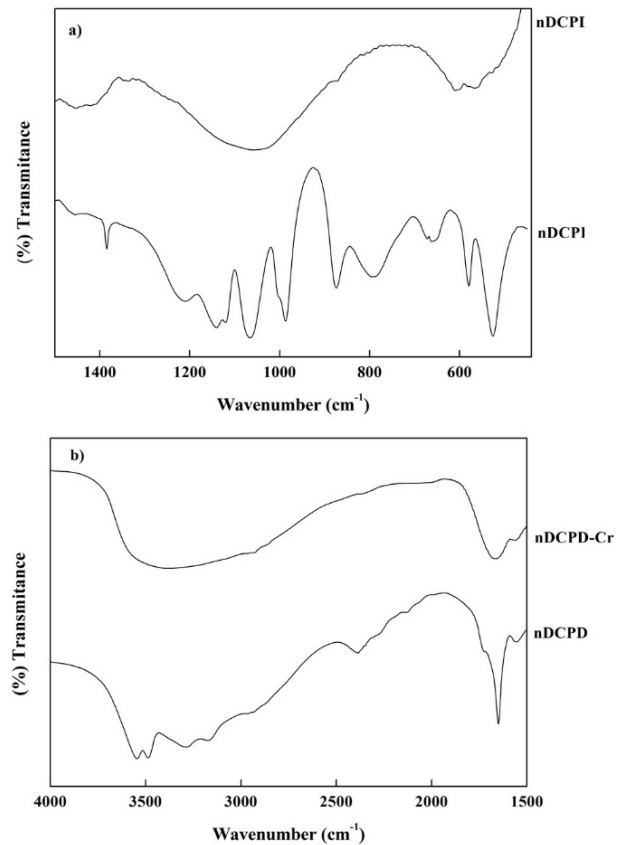 a)
nDCPI
nDCPl
(%) Transmitance
1400 1200 1000 800 600
Wavenumber (cm-1)
b)
nDCPD-Cr
nDCPD
(%) Transmitance
4000 3500 3000 2500 2000 1500
Wavenumber (cm-1)